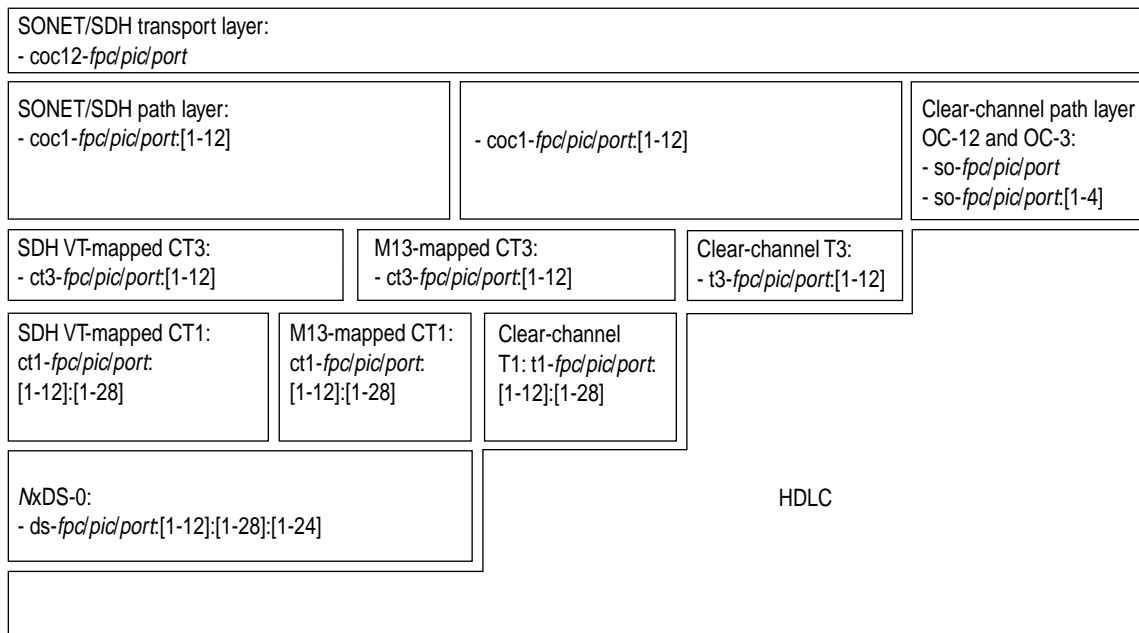 SONET/SDH transport layer:
- coc12-fpc/pic/port
SONET/SDH path layer:
- coc1-fpc/pic/port:[1-12]
- coc1-fpc/pic/port:[1-12]
Clear-channel path layer
OC-12 and OC-3:
- so-fpc/pic/port
- so-fpc/pic/port:[1-4]
SDH VT-mapped CT3:
- ct3-fpc/pic/port:[1-12]
M13-mapped CT3:
- ct3-fpc/pic/port:[1-12]
Clear-channel T3:
- t3-fpc/pic/port:[1-12]
SDH VT-mapped CT1:
ct1-fpc/pic/port:
[1-12]:[1-28]
M13-mapped CT1:
ct1-fpc/pic/port:
[1-12]:[1-28]
Clear-channel
T1: t1-fpc/pic/port:
[1-12]:[1-28]
NxDS-0:
- ds-fpc/pic/port:[1-12]:[1-28]:[1-24]
HDLC